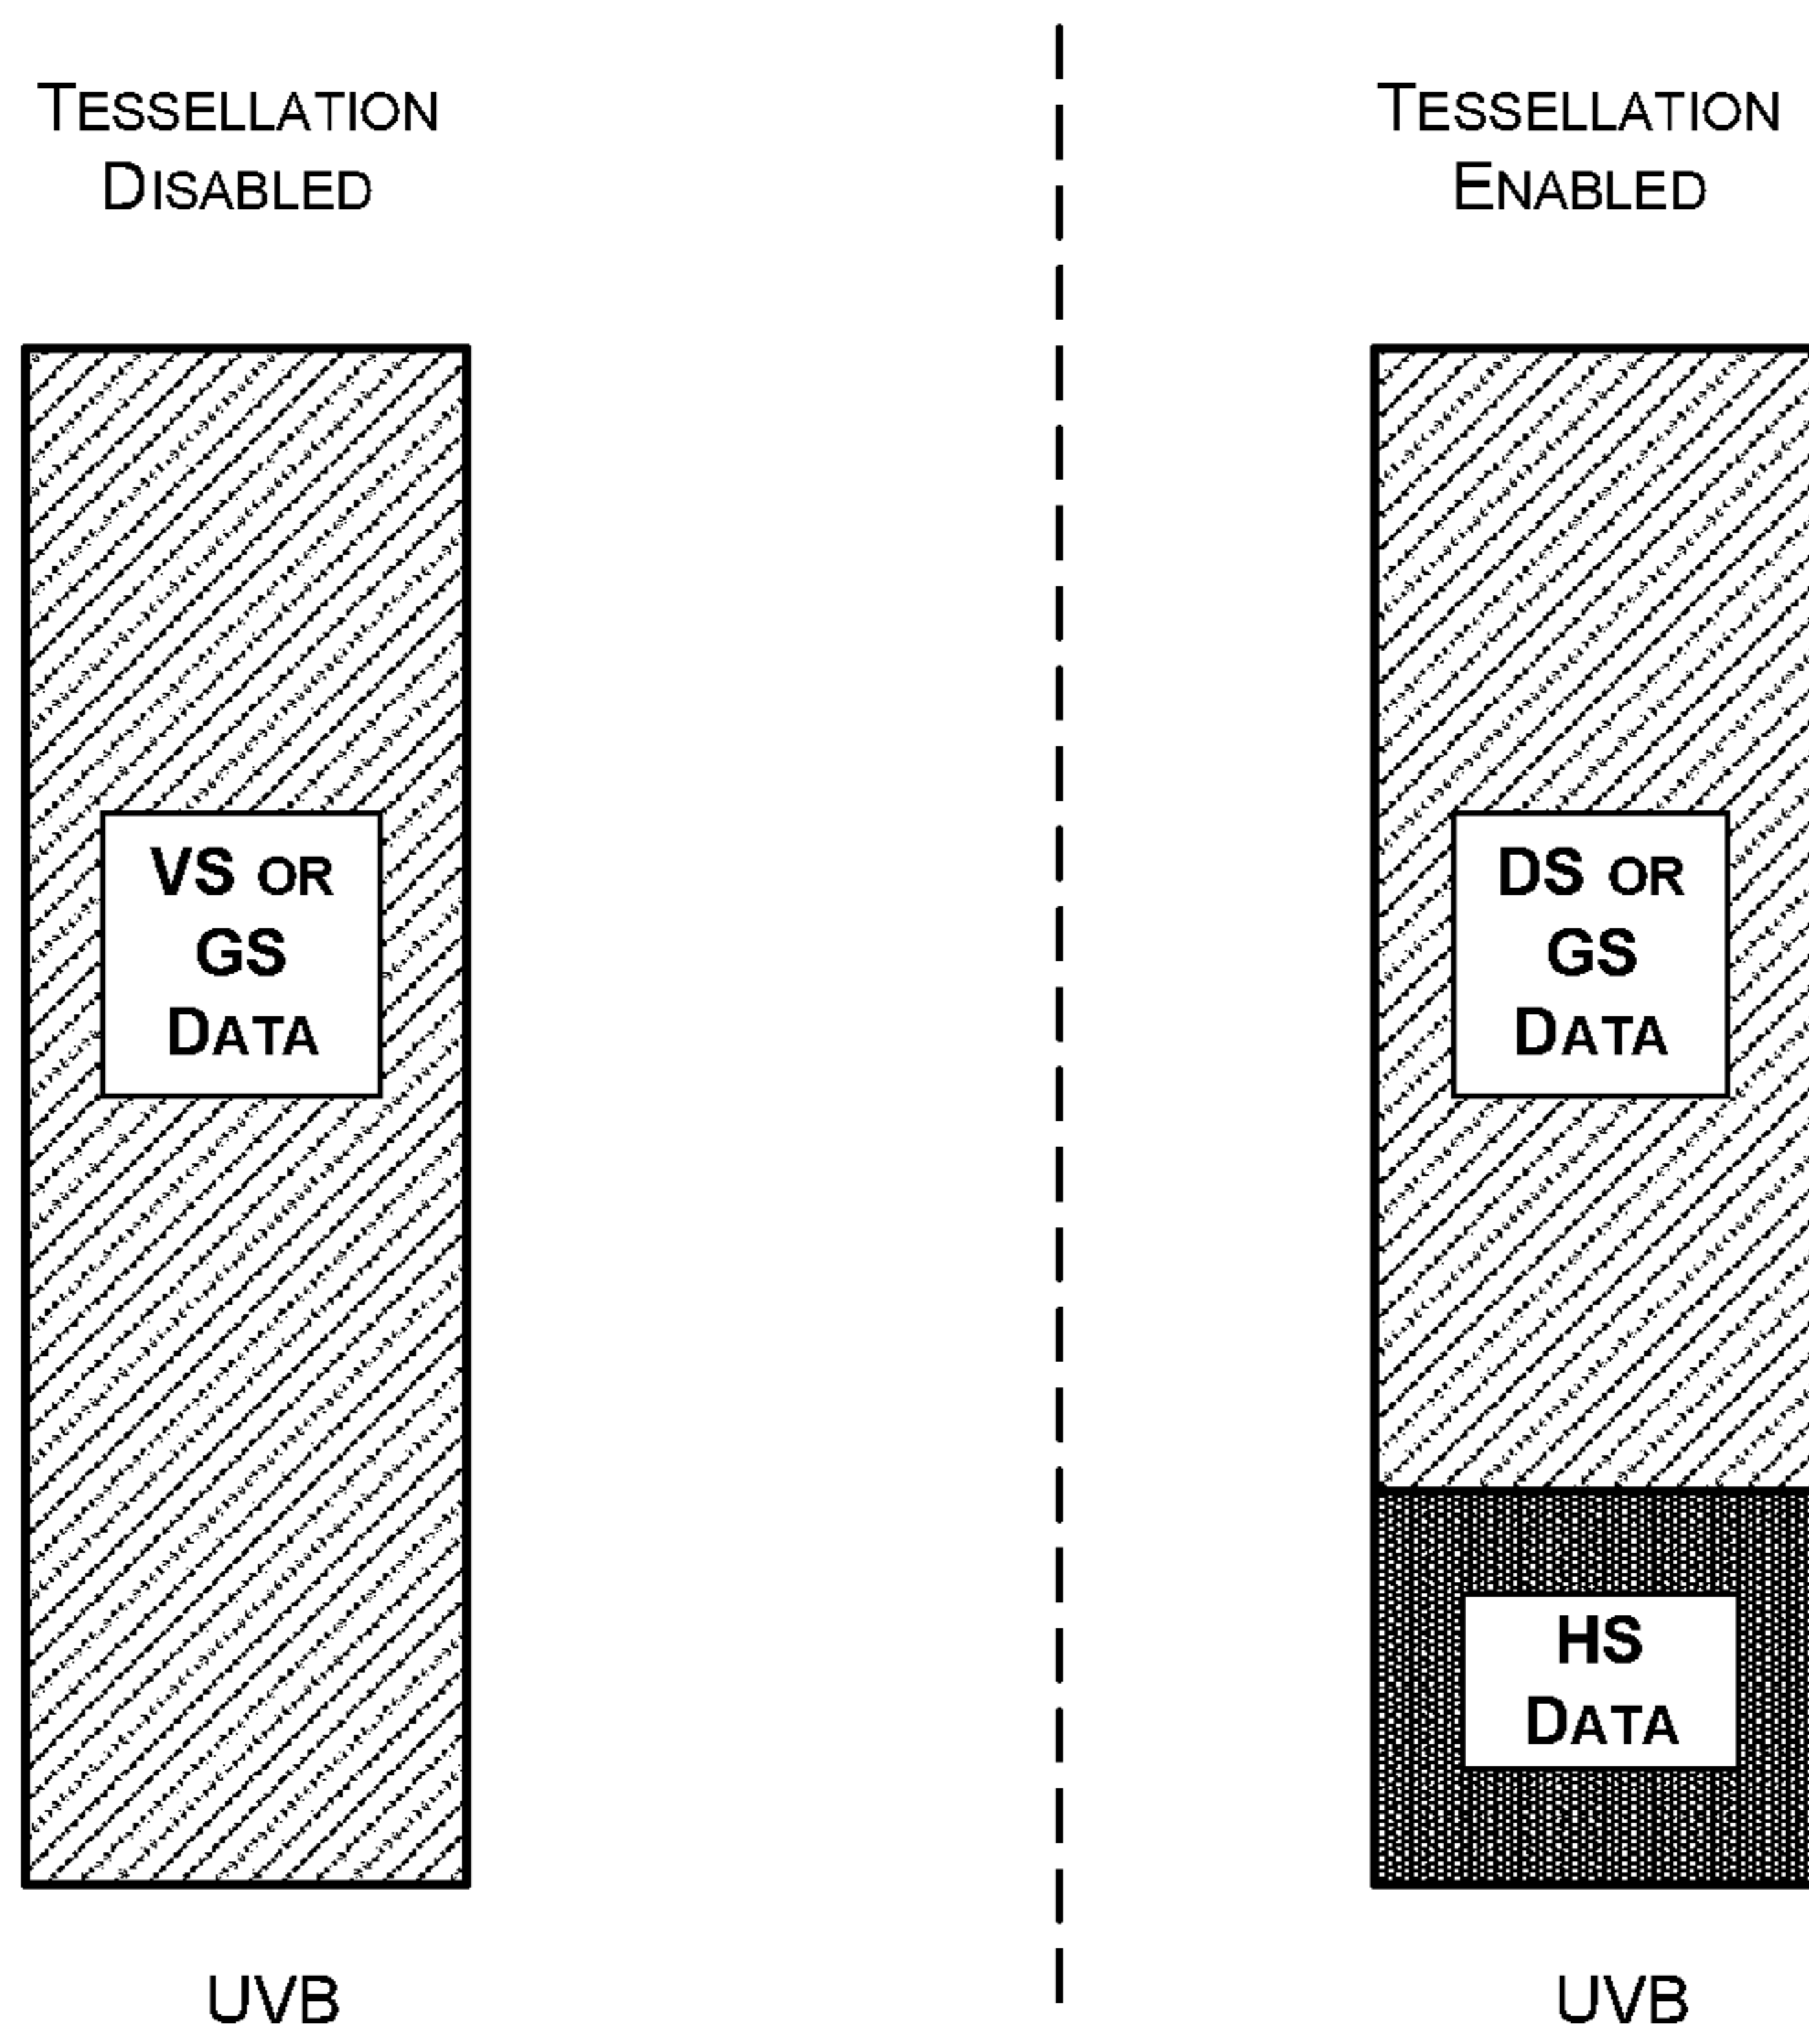 TESSELLATION
DISABLED
VS OR
GS
DATA
UVB
TESSELLATION
ENABLED
DS OR
GS
DATA
HS
DATA
UVB